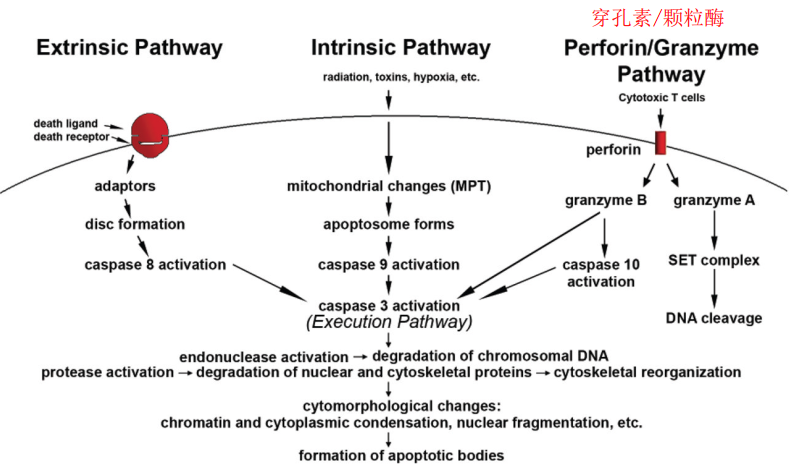 穿孔素/颗粒酶
Extrinsic Pathway
Intrinsic Pathway
Perforin/Granzyme
Pathway
radiation, toxins, hypoxia, etc.
Cytotoxic T cells
death ligand
death receptor
perforin
adaptors
mitochondrial changes (MPT)
granzyme B
granzyme A
disc formation
apoptosome forms
caspase 8 activation
caspase 9 activation
caspase 10
activation
SET complex
caspase 3 activation
(Execution Pathway)
DNA cleavage
endonuclease activation → degradation of chromosomal DNA
protease activation → degradation of nuclear and cytoskeletal proteins → cytoskeletal reorganization
cytomorphological changes:
chromatin and cytoplasmic condensation, nuclear fragmentation, etc.
formation of apoptotic bodies